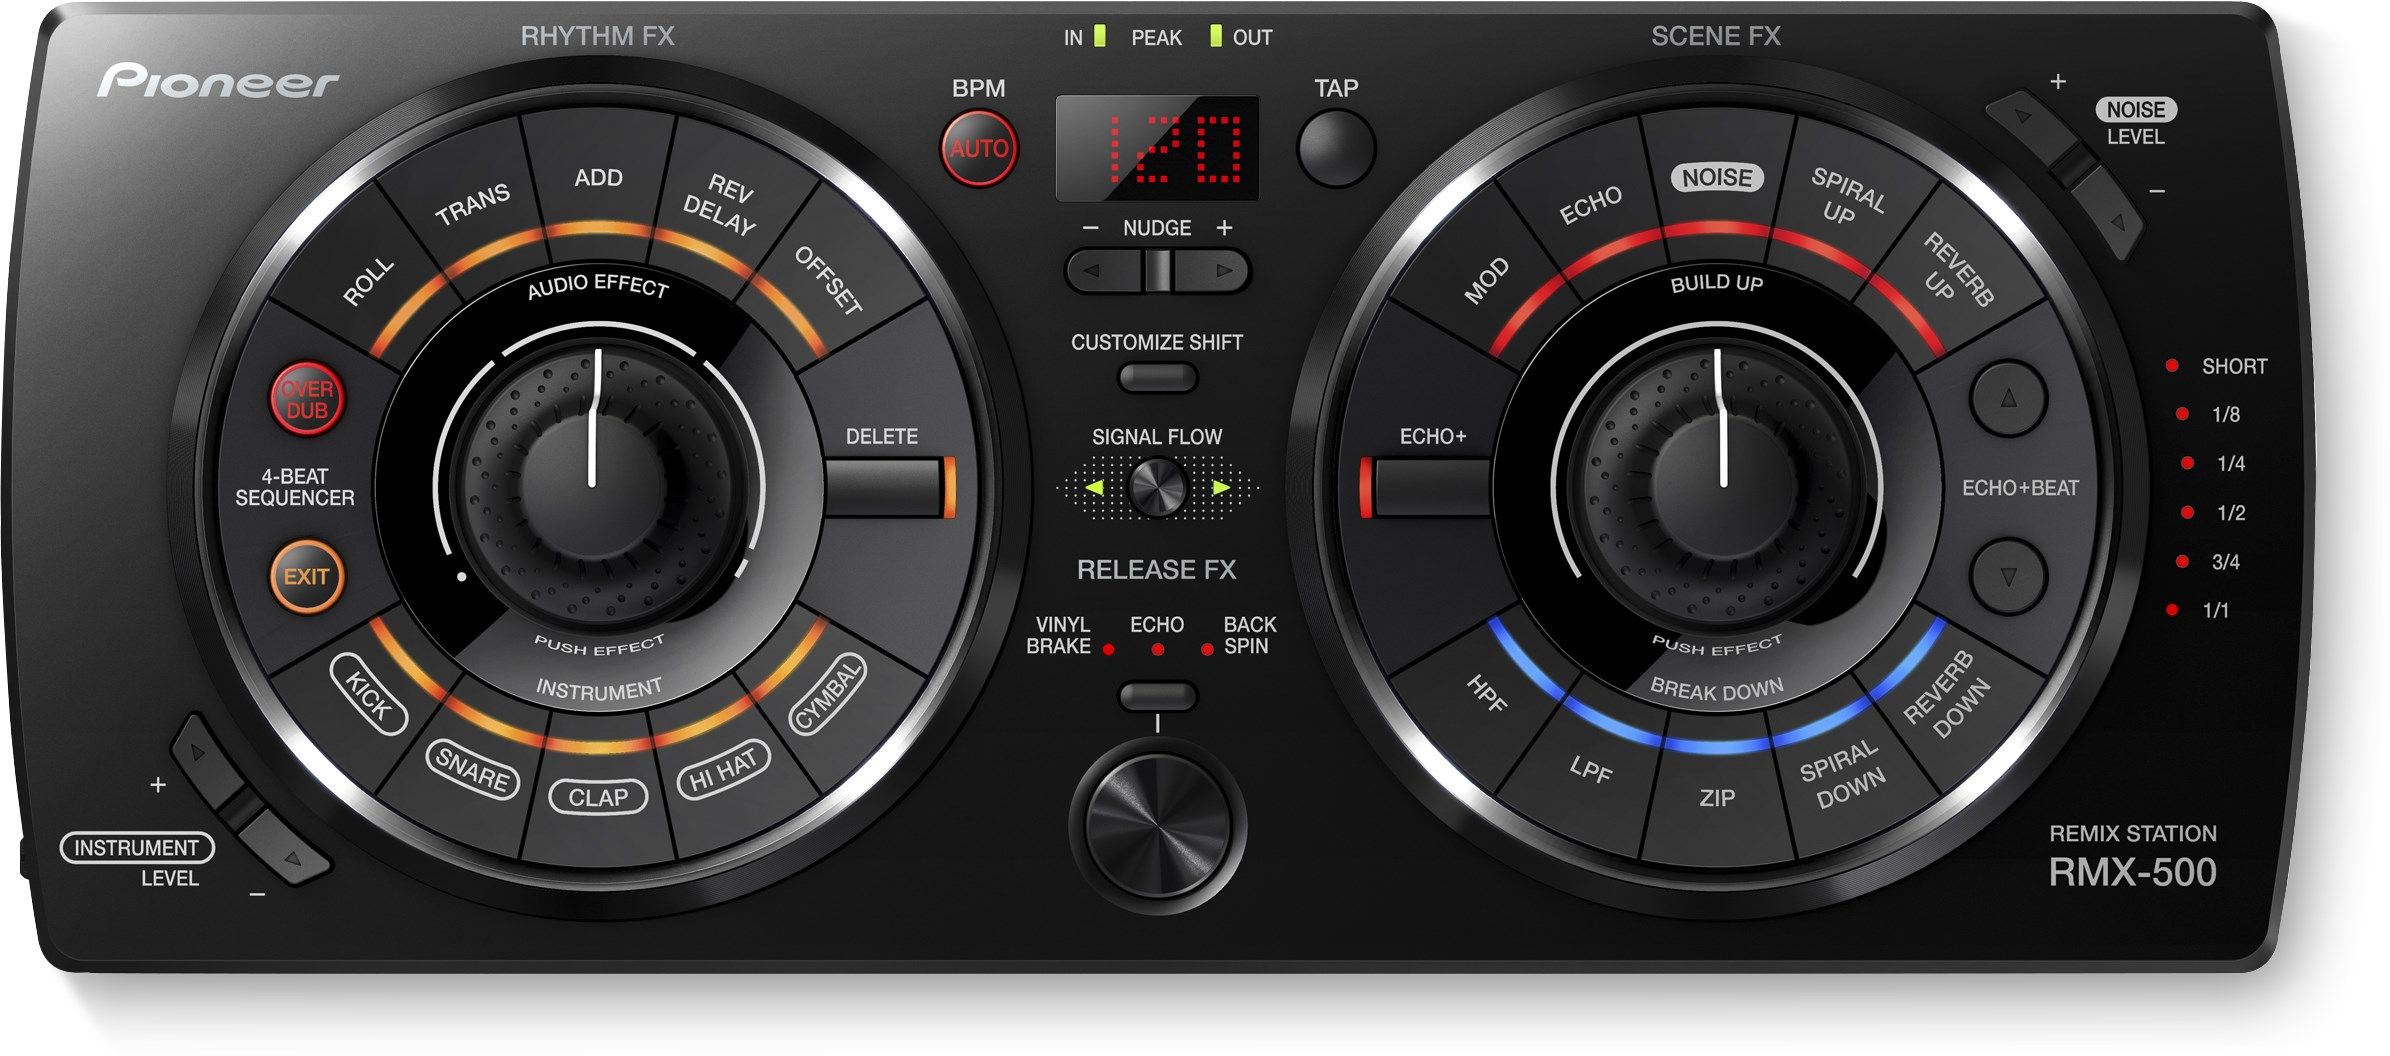 Pioneer
RHYTHM FX
ROLL
TRANS
ADD
REV
DELAY
OFFSET
AUDIO EFFECT
OVER
DUB
4-BEAT
SEQUENCER
EXIT
DELETE
PUSH EFFECT
INSTRUMENT
KICK
SNARE
CLAP
HI HAT
CYMBAL
+
INSTRUMENT
LEVEL
−
IN PEAK OUT
BPM
AUTO
120
TAP
− NUDGE +
CUSTOMIZE SHIFT
SIGNAL FLOW
RELEASE FX
VINYL
BRAKE
ECHO
BACK
SPIN
SCENE FX
MOD
ECHO
NOISE
SPIRAL
UP
REVERB
UP
BUILD UP
ECHO+
ECHO+BEAT
PUSH EFFECT
BREAK DOWN
HPF
LPF
ZIP
SPIRAL
DOWN
REVERB
DOWN
+
NOISE
LEVEL
−
SHORT
1/8
1/4
1/2
3/4
1/1
REMIX STATION
RMX-500